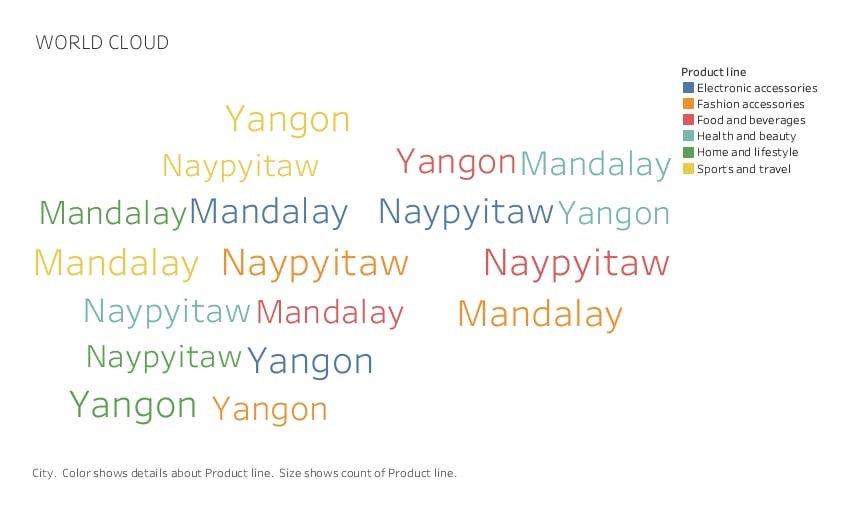 WORLD CLOUD
Product line
Electronic accessories
Fashion accessories
Food and beverages
Health and beauty
Home and lifestyle
Sports and travel
Yangon
Naypyitaw
Yangon Mandalay
Mandalay Mandalay Naypyitaw Yangon
Mandalay Naypyitaw Naypyitaw
Naypyitaw Mandalay Mandalay
Naypyitaw Yangon
Yangon Yangon
City. Color shows details about Product line. Size shows count of Product line.